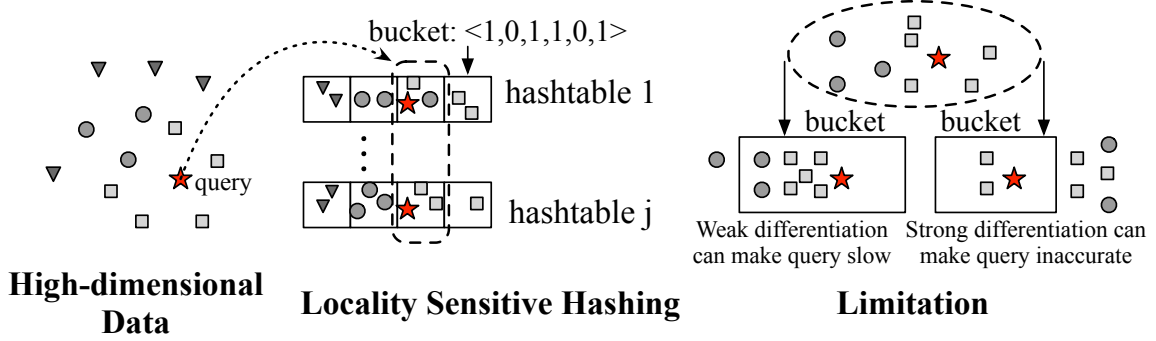 bucket: <1,0,1,1,0,1>
hashtable 1
hashtable j
query
High-dimensional
Data
Locality Sensitive Hashing
bucket
bucket
Weak differentiation
can make query slow
Strong differentiation can
make query inaccurate
Limitation